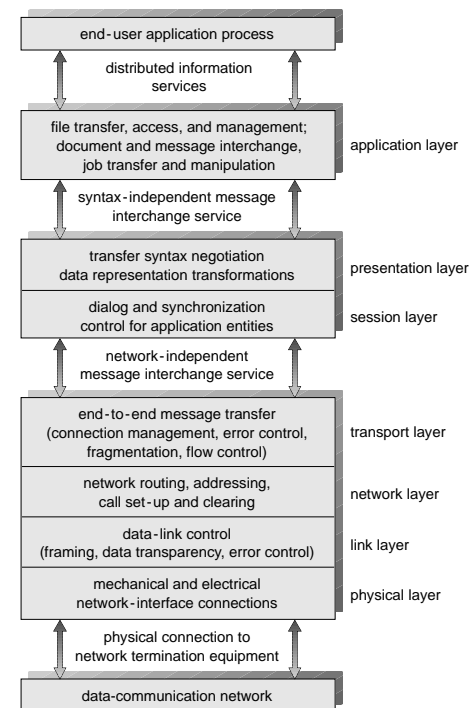 end-user application process
distributed information
services
file transfer, access, and management;
document and message interchange,
job transfer and manipulation
application layer
syntax-independent message
interchange service
transfer syntax negotiation
data representation transformations
presentation layer
dialog and synchronization
control for application entities
session layer
network-independent
message interchange service
end-to-end message transfer
(connection management, error control,
fragmentation, flow control)
transport layer
network routing, addressing,
call set-up and clearing
network layer
data-link control
(framing, data transparency, error control)
link layer
mechanical and electrical
network-interface connections
physical layer
physical connection to
network termination equipment
data-communication network